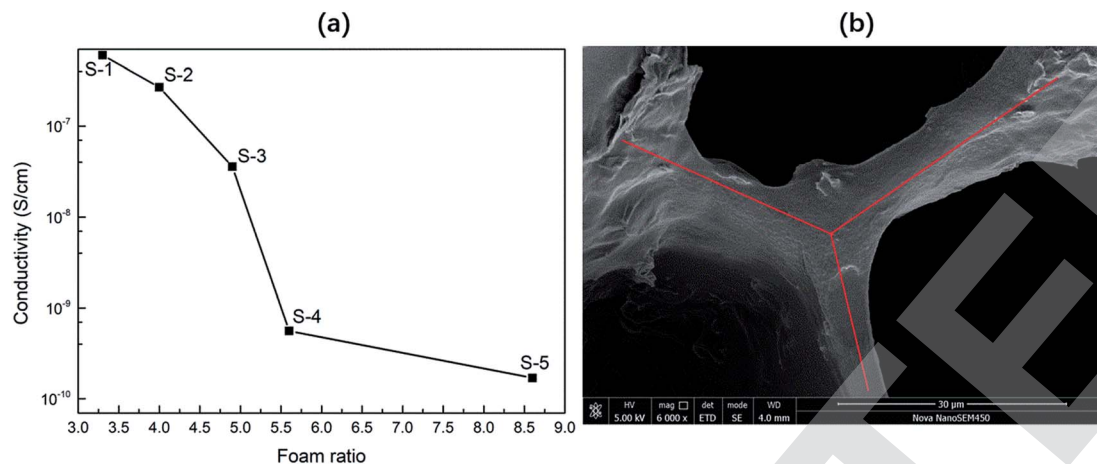 (a)
(b)
Conductivity (S/cm)
10⁻⁷
10⁻⁸
10⁻⁹
10⁻¹⁰
S-1
S-2
S-3
S-4
S-5
3.0 3.5 4.0 4.5 5.0 5.5 6.0 6.5 7.0 7.5 8.0 8.5 9.0
Foam ratio
HV mag det mode WD
5.00 kV 6 000 x ETD SE 4.0 mm
30 µm
Nova NanoSEM450